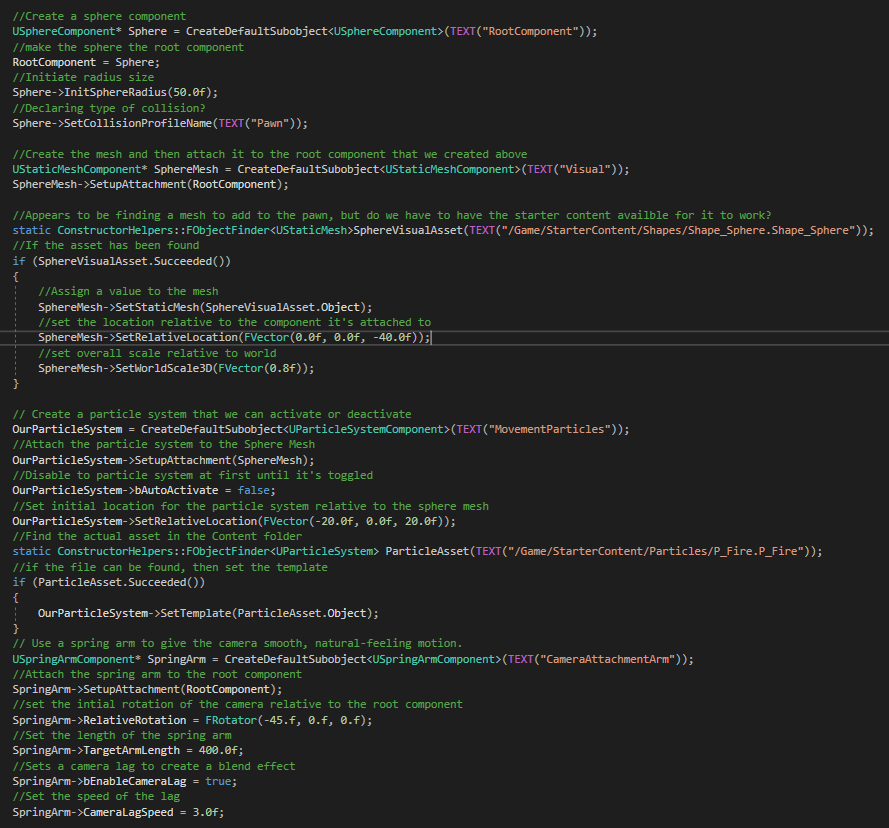 //Create a sphere component
USphereComponent* Sphere = CreateDefaultSubobject<USphereComponent>(TEXT("RootComponent"));
//make the sphere the root component
RootComponent = Sphere;
//Initiate radius size
Sphere->InitSphereRadius(50.0f);
//Declaring type of collision?
Sphere->SetCollisionProfileName(TEXT("Pawn"));

//Create the mesh and then attach it to the root component that we created above
UStaticMeshComponent* SphereMesh = CreateDefaultSubobject<UStaticMeshComponent>(TEXT("Visual"));
SphereMesh->SetupAttachment(RootComponent);

//Appears to be finding a mesh to add to the pawn, but do we have to have the starter content availble for it to work?
static ConstructorHelpers::FObjectFinder<UStaticMesh>SphereVisualAsset(TEXT("/Game/StarterContent/Shapes/Shape_Sphere.Shape_Sphere"));
//If the asset has been found
if (SphereVisualAsset.Succeeded())
{
    //Assign a value to the mesh
    SphereMesh->SetStaticMesh(SphereVisualAsset.Object);
    //set the location relative to the component it's attached to
    SphereMesh->SetRelativeLocation(FVector(0.0f, 0.0f, -40.0f));
    //set overall scale relative to world
    SphereMesh->SetWorldScale3D(FVector(0.8f));
}

// Create a particle system that we can activate or deactivate
OurParticleSystem = CreateDefaultSubobject<UParticleSystemComponent>(TEXT("MovementParticles"));
//Attach the particle system to the Sphere Mesh
OurParticleSystem->SetupAttachment(SphereMesh);
//Disable to particle system at first until it's toggled
OurParticleSystem->bAutoActivate = false;
//Set initial location for the particle system relative to the sphere mesh
OurParticleSystem->SetRelativeLocation(FVector(-20.0f, 0.0f, 20.0f));
//Find the actual asset in the Content folder
static ConstructorHelpers::FObjectFinder<UParticleSystem> ParticleAsset(TEXT("/Game/StarterContent/Particles/P_Fire.P_Fire"));
//if the file can be found, then set the template
if (ParticleAsset.Succeeded())
{
    OurParticleSystem->SetTemplate(ParticleAsset.Object);
}
// Use a spring arm to give the camera smooth, natural-feeling motion.
USpringArmComponent* SpringArm = CreateDefaultSubobject<USpringArmComponent>(TEXT("CameraAttachmentArm"));
//Attach the spring arm to the root component
SpringArm->SetupAttachment(RootComponent);
//set the intial rotation of the camera relative to the root component
SpringArm->RelativeRotation = FRotator(-45.f, 0.f, 0.f);
//Set the length of the spring arm
SpringArm->TargetArmLength = 400.0f;
//Sets a camera lag to create a blend effect
SpringArm->bEnableCameraLag = true;
//Set the speed of the lag
SpringArm->CameraLagSpeed = 3.0f;